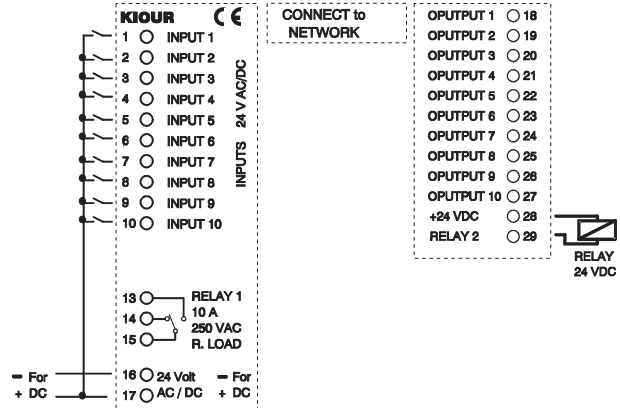 KIOUR CE
1 INPUT 1
2 INPUT 2
3 INPUT 3
4 INPUT 4
5 INPUT 5
6 INPUT 6
7 INPUT 7
8 INPUT 8
9 INPUT 9
10 INPUT 10
INPUTS 24 V AC/DC
13 RELAY 1
14 10 A
250 VAC
15 R. LOAD
- For 16 24 Volt - For
+ DC 17 AC / DC + DC
CONNECT to
NETWORK
OPUTPUT 1 18
OPUTPUT 2 19
OPUTPUT 3 20
OPUTPUT 4 21
OPUTPUT 5 22
OPUTPUT 6 23
OPUTPUT 7 24
OPUTPUT 8 25
OPUTPUT 9 26
OPUTPUT 10 27
+24 VDC 28
RELAY 2 29
RELAY
24 VDC